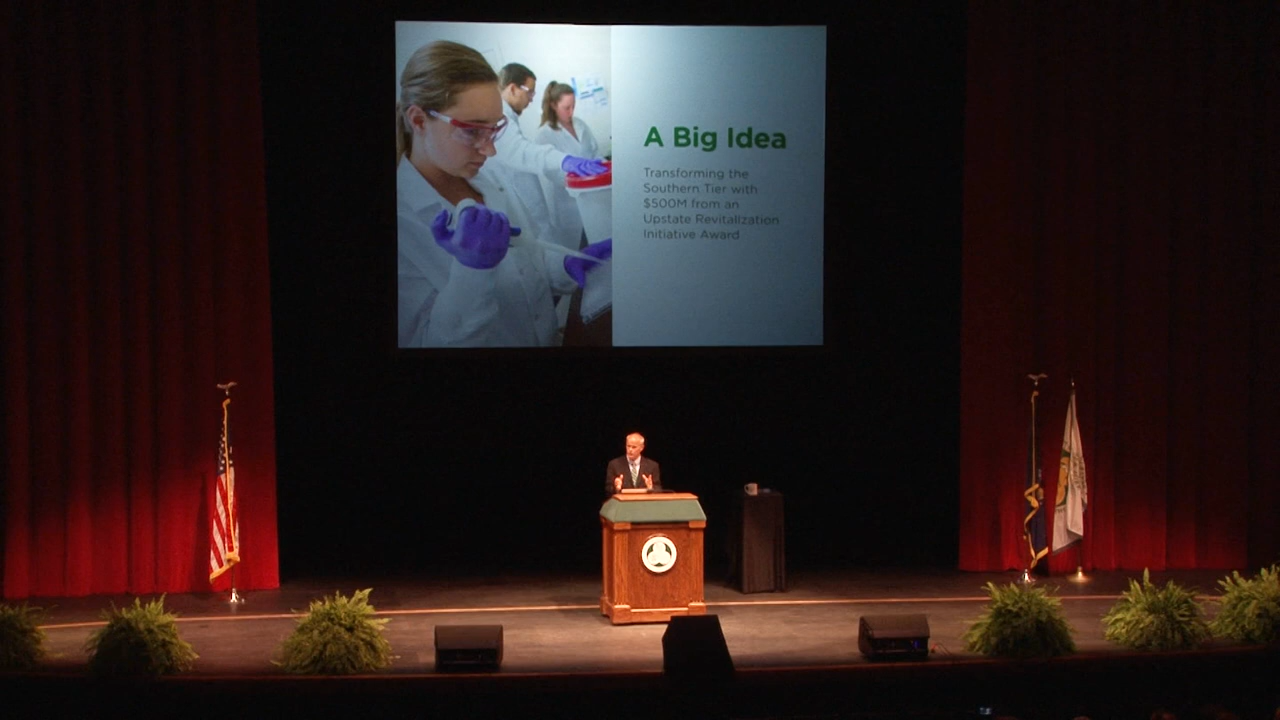 A Big Idea
Transforming the
Southern Tier with
$500M from an
Upstate Revitalization
Initiative Award